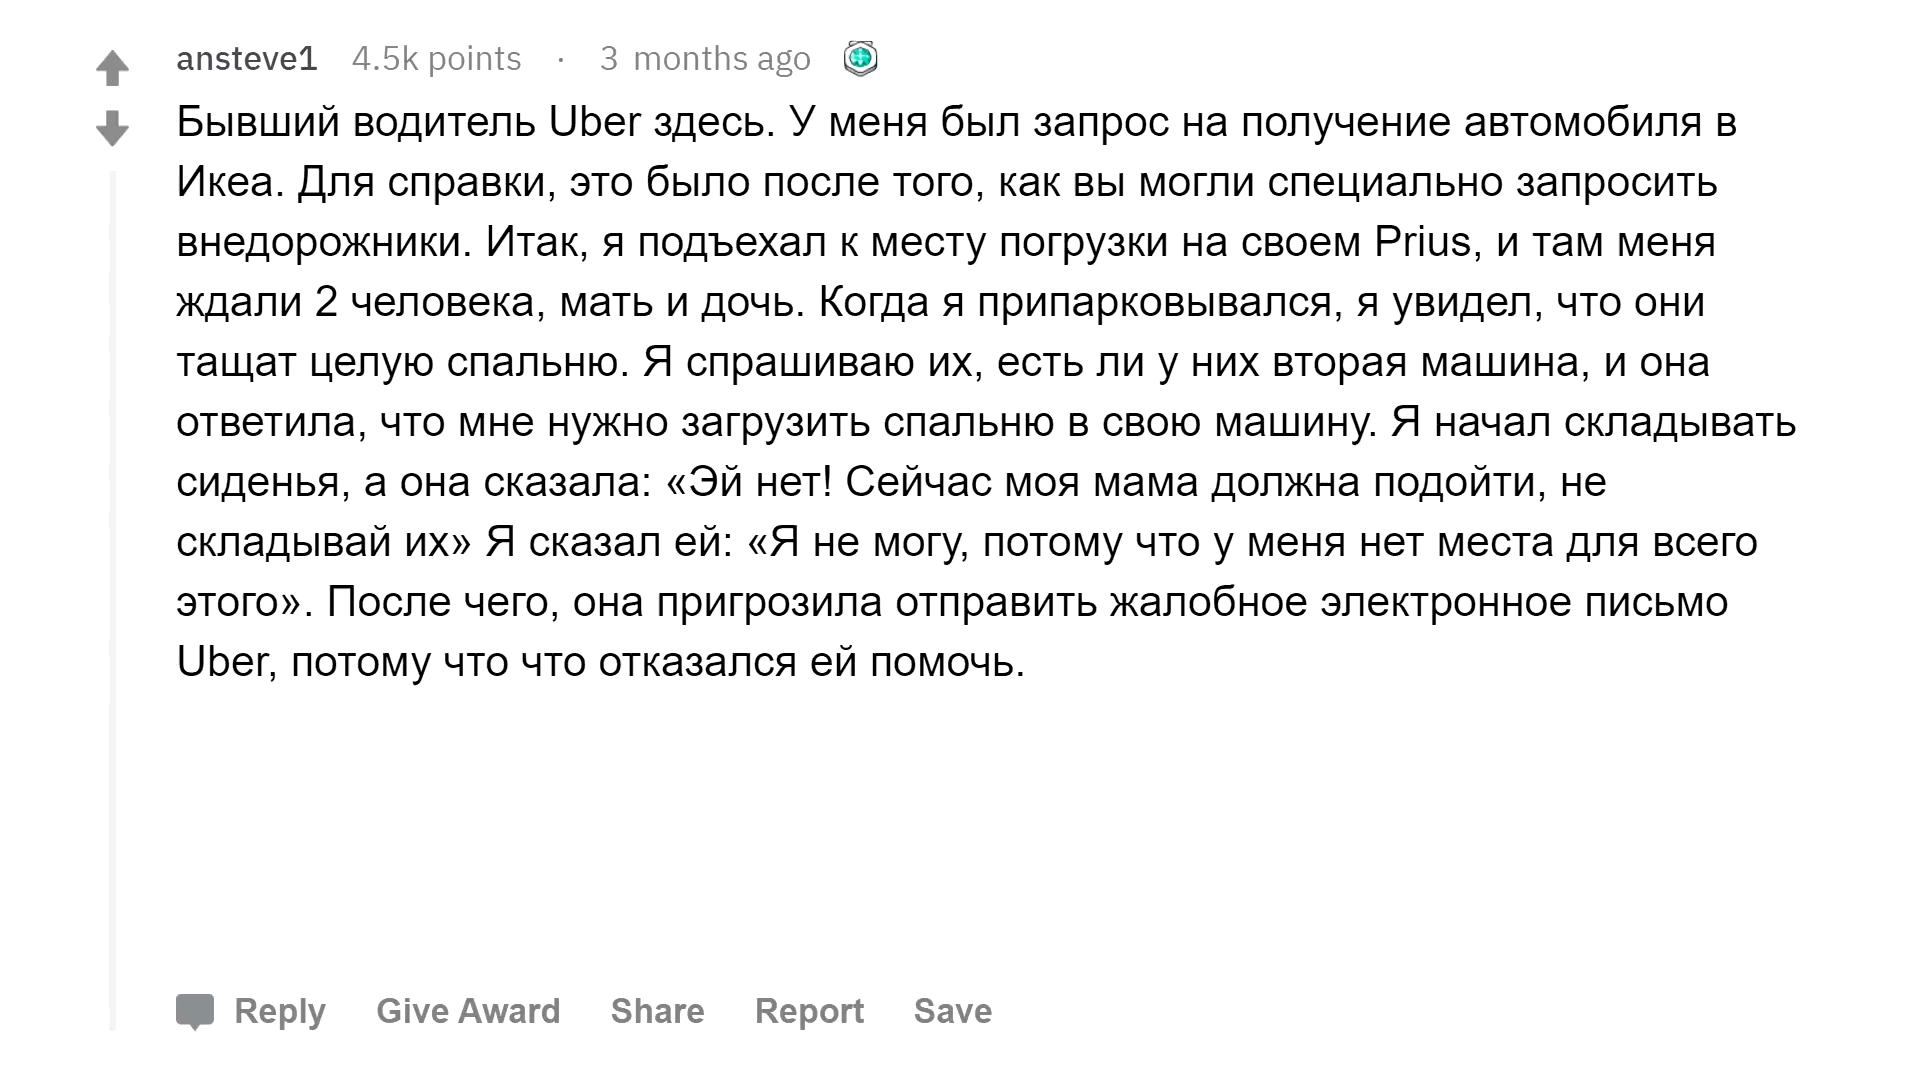 ansteve1 4.5k points · 3 months ago
Бывший водитель Uber здесь. У меня был запрос на получение автомобиля в
Икеа. Для справки, это было после того, как вы могли специально запросить
внедорожники. Итак, я подъехал к месту погрузки на своем Prius, и там меня
ждали 2 человека, мать и дочь. Когда я припарковывался, я увидел, что они
тащат целую спальню. Я спрашиваю их, есть ли у них вторая машина, и она
ответила, что мне нужно загрузить спальню в свою машину. Я начал складывать
сиденья, а она сказала: «Эй нет! Сейчас моя мама должна подойти, не
складывай их» Я сказал ей: «Я не могу, потому что у меня нет места для всего
этого». После чего, она пригрозила отправить жалобное электронное письмо
Uber, потому что что отказался ей помочь.
Reply Give Award Share Report Save